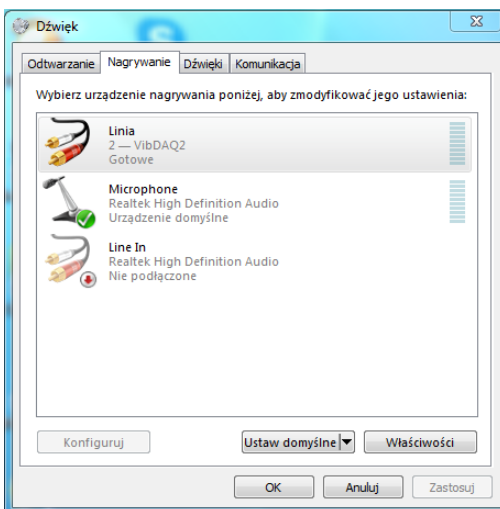 Dźwięk
Odtwarzanie Nagrywanie Dźwięki Komunikacja
Wybierz urządzenie nagrywania poniżej, aby zmodyfikować jego ustawienia:
Linia
2 — VibDAQ2
Gotowe
Microphone
Realtek High Definition Audio
Urządzenie domyślne
Line In
Realtek High Definition Audio
Nie podłączone
Konfiguruj Ustaw domyślne Właściwości
OK Anuluj Zastosuj